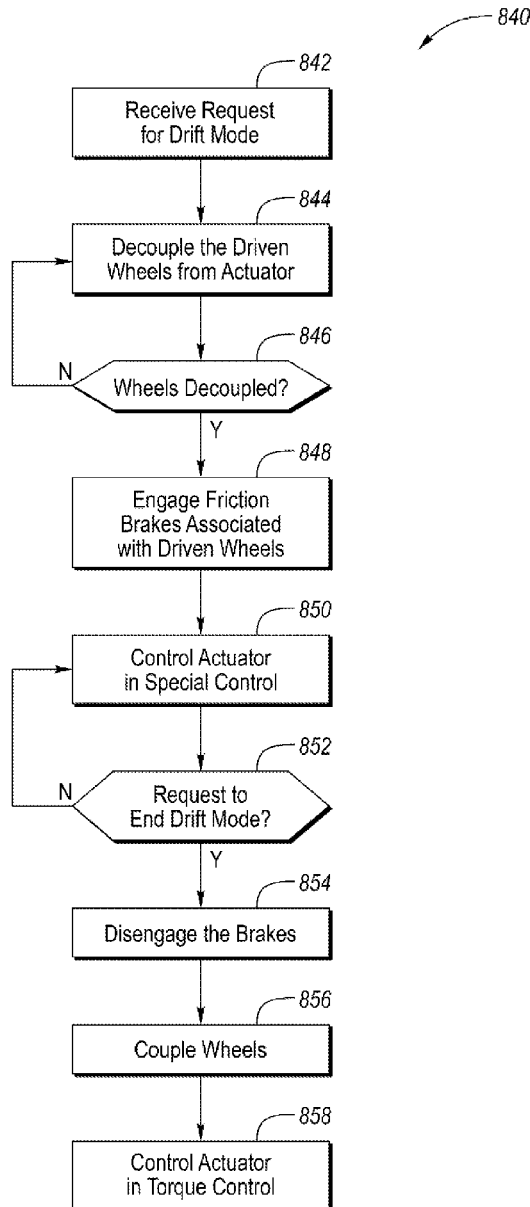 840
842
Receive Request
for Drift Mode
844
Decouple the Driven
Wheels from Actuator
846
N
Wheels Decoupled?
Y
848
Engage Friction
Brakes Associated
with Driven Wheels
850
Control Actuator
in Special Control
852
N
Request to
End Drift Mode?
Y
854
Disengage the Brakes
856
Couple Wheels
858
Control Actuator
in Torque Control